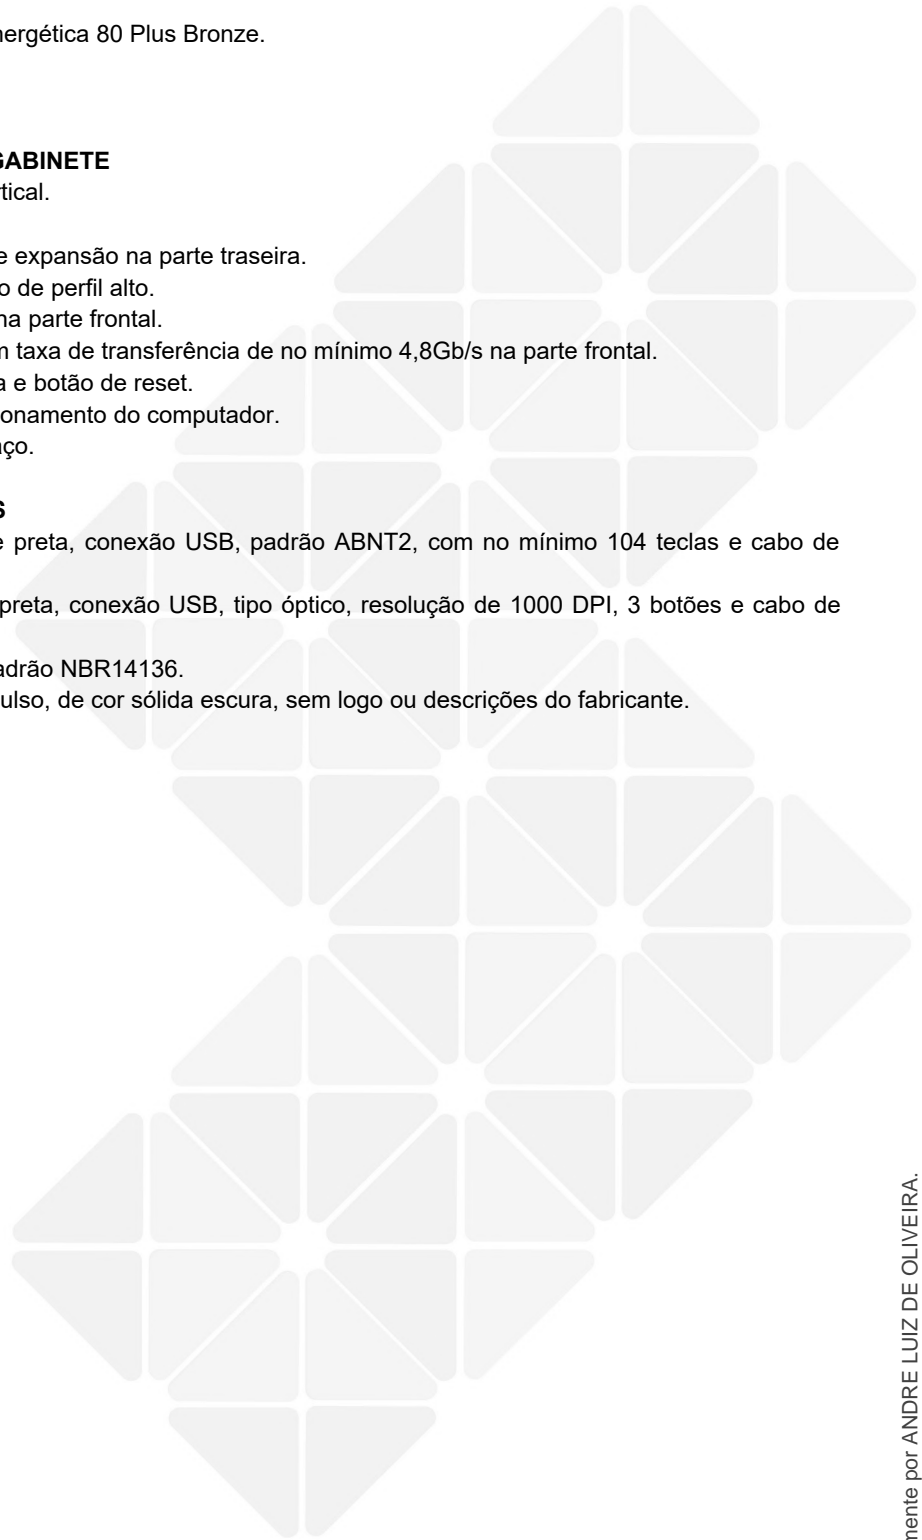 nergética 80 Plus Bronze.
GABINETE
tical.
e expansão na parte traseira.
o de perfil alto.
na parte frontal.
m taxa de transferência de no mínimo 4,8Gb/s na parte frontal.
a e botão de reset.
ionamento do computador.
aço.
S
e preta, conexão USB, padrão ABNT2, com no mínimo 104 teclas e cabo de
preta, conexão USB, tipo óptico, resolução de 1000 DPI, 3 botões e cabo de
adrão NBR14136.
ulso, de cor sólida escura, sem logo ou descrições do fabricante.
mente por ANDRE LUIZ DE OLIVEIRA.